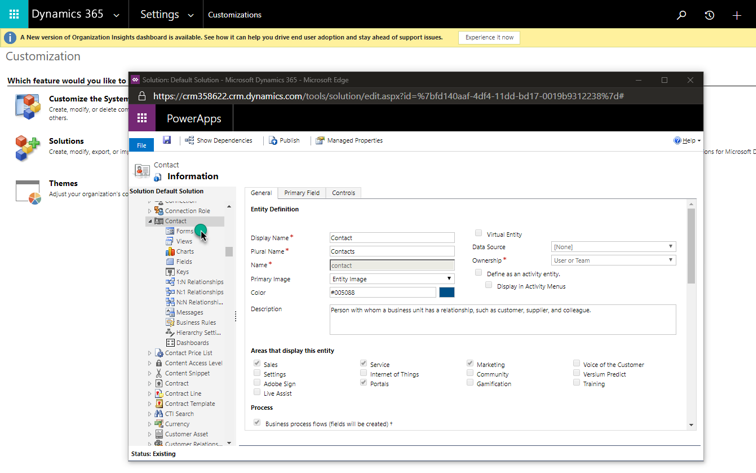 Dynamics 365
Settings
Customizations
A New version of Organization Insights dashboard is available. See how it can help you drive end user adoption and stay ahead of support issues.
Experience it now
Customization
Which feature would you like to
Customize the System
Create, modify, or delete com
others.
Solutions
Create, modify, export, or imp
ions for Microsoft D
Themes
Adjust your organization's co
Solution: Default Solution - Microsoft Dynamics 365 - Microsoft Edge
https://crm358622.crm.dynamics.com/tools/solution/edit.aspx?id=%7bfd140aaf-4df4-11dd-bd17-0019b9312238%7d#
PowerApps
File
Show Dependencies
Publish
Managed Properties
Help
Contact
Information
Solution Default Solution
Connection
Connection Role
Contact
Forms
Views
Charts
Fields
Keys
1:N Relationships
N:1 Relationships
N:N Relationshi...
Messages
Business Rules
Hierarchy Setti...
Dashboards
Contact Price List
Content Access Level
Content Snippet
Contract
Contract Line
Contract Template
CTI Search
Currency
Customer Asset
Customer Relations...
General
Primary Field
Controls
Entity Definition
Display Name*
Contact
Plural Name*
Contacts
Name*
contact
Primary Image
Entity Image
Color
#005088
Description
Person with whom a business unit has a relationship, such as customer, supplier, and colleague.
Virtual Entity
Data Source
[None]
Ownership*
User or Team
Define as an activity entity.
Display in Activity Menus
Areas that display this entity
Sales
Service
Marketing
Voice of the Customer
Settings
Internet of Things
Community
Versium Predict
Adobe Sign
Portals
Gamification
Training
Live Assist
Process
Business process flows (fields will be created) *
Status: Existing